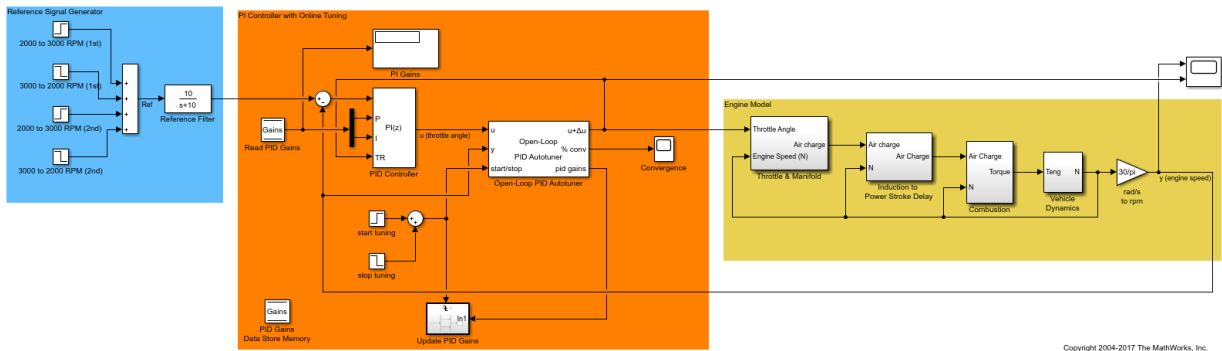 Reference Signal Generator
2000 to 3000 RPM (1st)
3000 to 2000 RPM (1st)
2000 to 3000 RPM (2nd)
3000 to 2000 RPM (2nd)
+
+
+
+
Ref
10
s+10
Reference Filter
PI Controller with Online Tuning
PI Gains
+
−
Gains
Read PID Gains
P
I
TR
PI(z)
PID Controller
u (throttle angle)
u
y
start/stop
Open-Loop
PID Autotuner
u+Δu
% conv
pid gains
Open-Loop PID Autotuner
Convergence
start tuning
+
+
stop tuning
Gains
PID Gains
Data Store Memory
In1
Update PID Gains
Engine Model
Throttle Angle
Engine Speed (N)
Air charge
Throttle & Manifold
Air charge
N
Air Charge
Induction to
Power Stroke Delay
Air Charge
N
Torque
Combustion
Teng
N
Vehicle
Dynamics
30/pi
rad/s
to rpm
y (engine speed)
Copyright 2004-2017 The MathWorks, Inc.